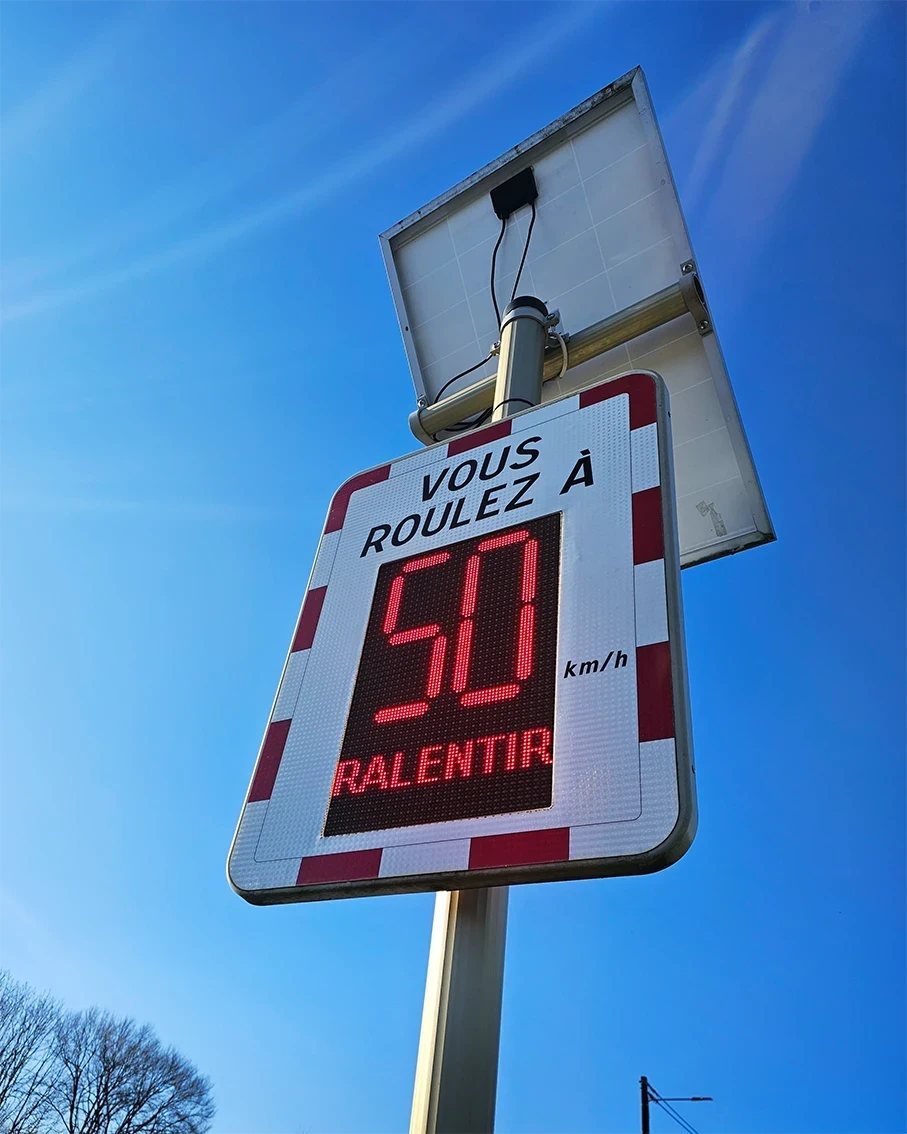 VOUS
ROULEZ À
50
km/h
RALENTIR